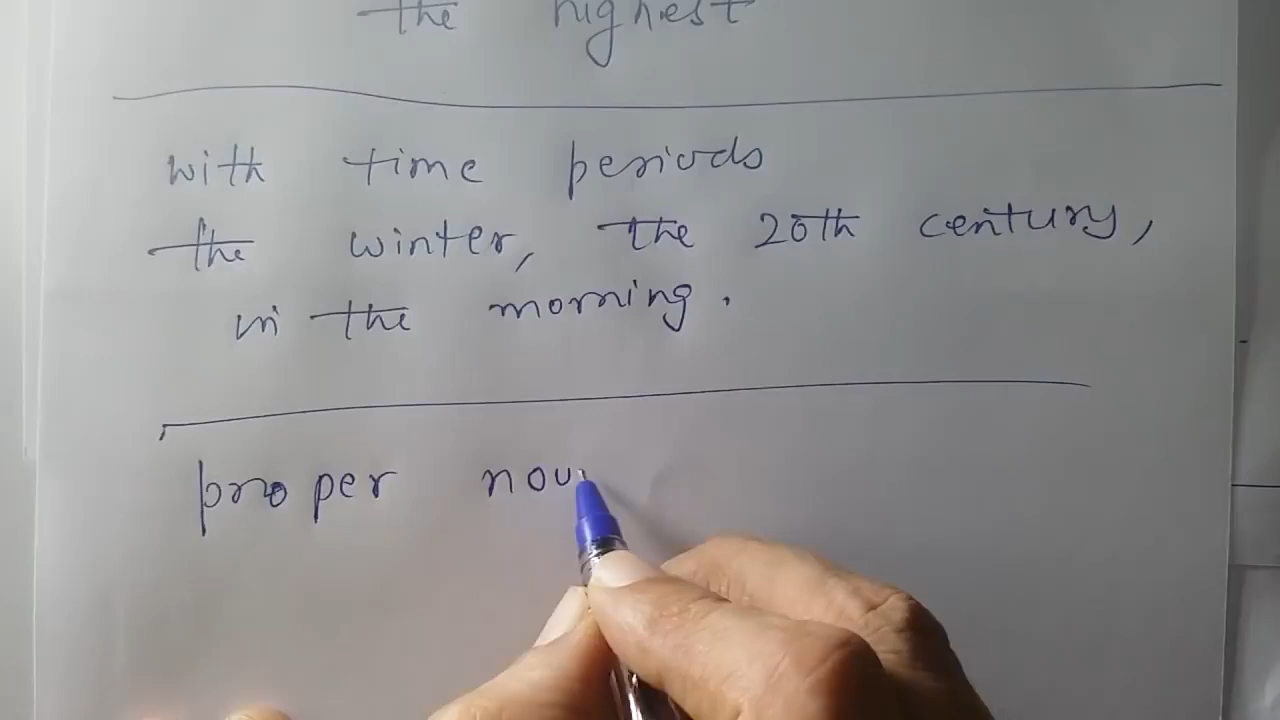 the highest
with time periods
the winter, the 20th century,
in the morning.
proper nou